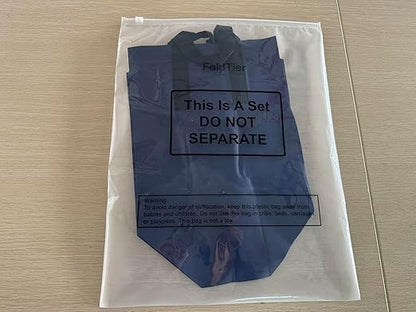 FeldTier
This Is A Set
DO NOT
SEPARATE
Warning
To avoid danger of suffocation, keep this plastic bag away from
babies and children. Do not use this bag in cribs, beds, carriages
or playpens. This bag is not a toy.